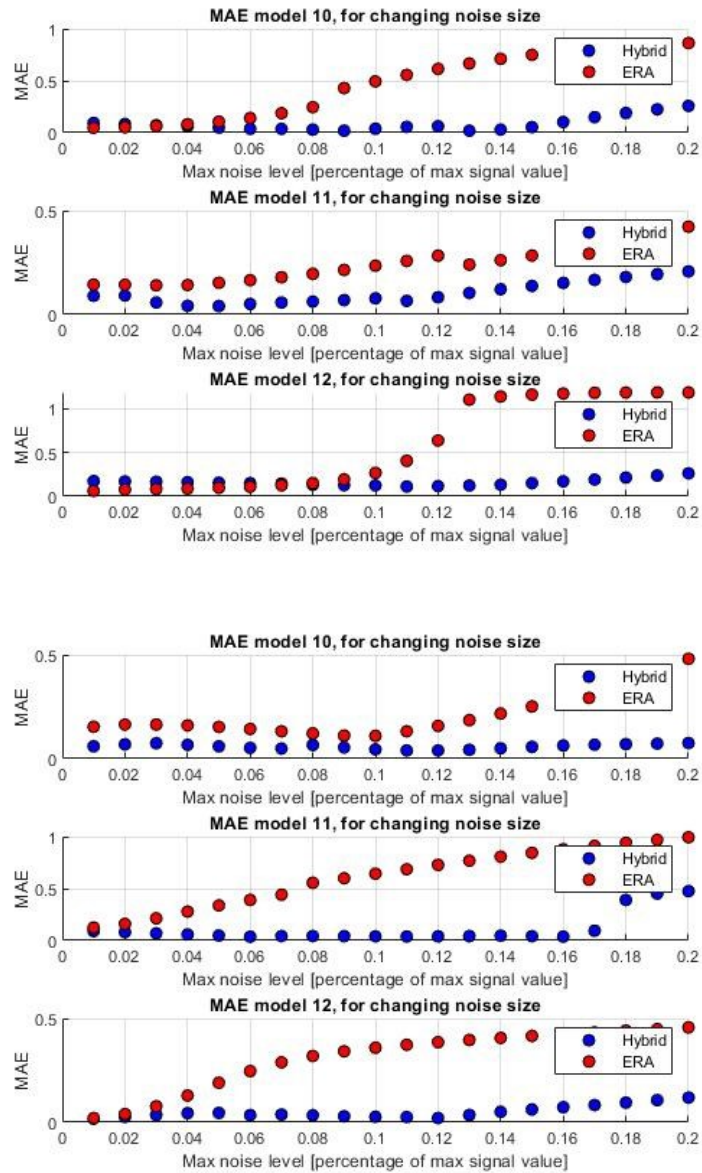 MAE model 10, for changing noise size
1
0.5
0
MAE
Hybrid
ERA
0 0.02 0.04 0.06 0.08 0.1 0.12 0.14 0.16 0.18 0.2
Max noise level [percentage of max signal value]
MAE model 11, for changing noise size
0.5
0
MAE
Hybrid
ERA
0 0.02 0.04 0.06 0.08 0.1 0.12 0.14 0.16 0.18 0.2
Max noise level [percentage of max signal value]
MAE model 12, for changing noise size
1
0.5
0
MAE
Hybrid
ERA
0 0.02 0.04 0.06 0.08 0.1 0.12 0.14 0.16 0.18 0.2
Max noise level [percentage of max signal value]
MAE model 10, for changing noise size
0.5
0
MAE
Hybrid
ERA
0 0.02 0.04 0.06 0.08 0.1 0.12 0.14 0.16 0.18 0.2
Max noise level [percentage of max signal value]
MAE model 11, for changing noise size
1
0.5
0
MAE
Hybrid
ERA
0 0.02 0.04 0.06 0.08 0.1 0.12 0.14 0.16 0.18 0.2
Max noise level [percentage of max signal value]
MAE model 12, for changing noise size
0.5
0
MAE
Hybrid
ERA
0 0.02 0.04 0.06 0.08 0.1 0.12 0.14 0.16 0.18 0.2
Max noise level [percentage of max signal value]